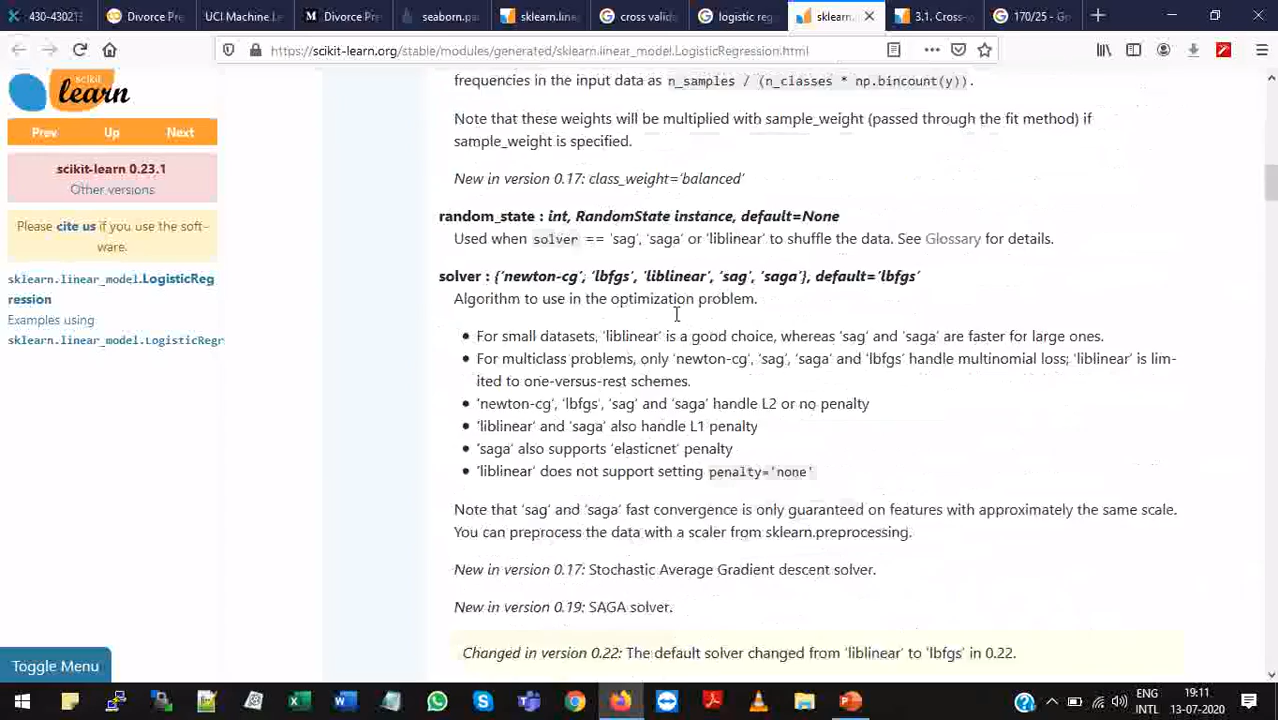 430-43021
Divorce Pre
UCI Machine L
Divorce Pre
seaborn.pa
sklearn.line
cross valid
logistic reg
sklearn.
3.1. Cross-
170/25 - Go
https://scikit-learn.org/stable/modules/generated/sklearn.linear_model.LogisticRegression.html
scikit
learn
Prev Up Next
scikit-learn 0.23.1
Other versions
Please cite us if you use the soft-
ware.
sklearn.linear_model.LogisticReg
ression
Examples using
sklearn.linear_model.LogisticRegr
Toggle Menu
frequencies in the input data as n_samples / (n_classes * np.bincount(y)).
Note that these weights will be multiplied with sample_weight (passed through the fit method) if
sample_weight is specified.
New in version 0.17: class_weight='balanced'
random_state : int, RandomState instance, default=None
Used when solver == 'sag', 'saga' or 'liblinear' to shuffle the data. See Glossary for details.
solver : {'newton-cg', 'lbfgs', 'liblinear', 'sag', 'saga'}, default='lbfgs'
Algorithm to use in the optimization problem.
• For small datasets, 'liblinear' is a good choice, whereas 'sag' and 'saga' are faster for large ones.
• For multiclass problems, only 'newton-cg', 'sag', 'saga' and 'lbfgs' handle multinomial loss; 'liblinear' is lim-
ited to one-versus-rest schemes.
• 'newton-cg', 'lbfgs', 'sag' and 'saga' handle L2 or no penalty
• 'liblinear' and 'saga' also handle L1 penalty
• 'saga' also supports 'elasticnet' penalty
• 'liblinear' does not support setting penalty='none'
Note that 'sag' and 'saga' fast convergence is only guaranteed on features with approximately the same scale.
You can preprocess the data with a scaler from sklearn.preprocessing.
New in version 0.17: Stochastic Average Gradient descent solver.
New in version 0.19: SAGA solver.
Changed in version 0.22: The default solver changed from 'liblinear' to 'lbfgs' in 0.22.
ENG
INTL
19:11
13-07-2020